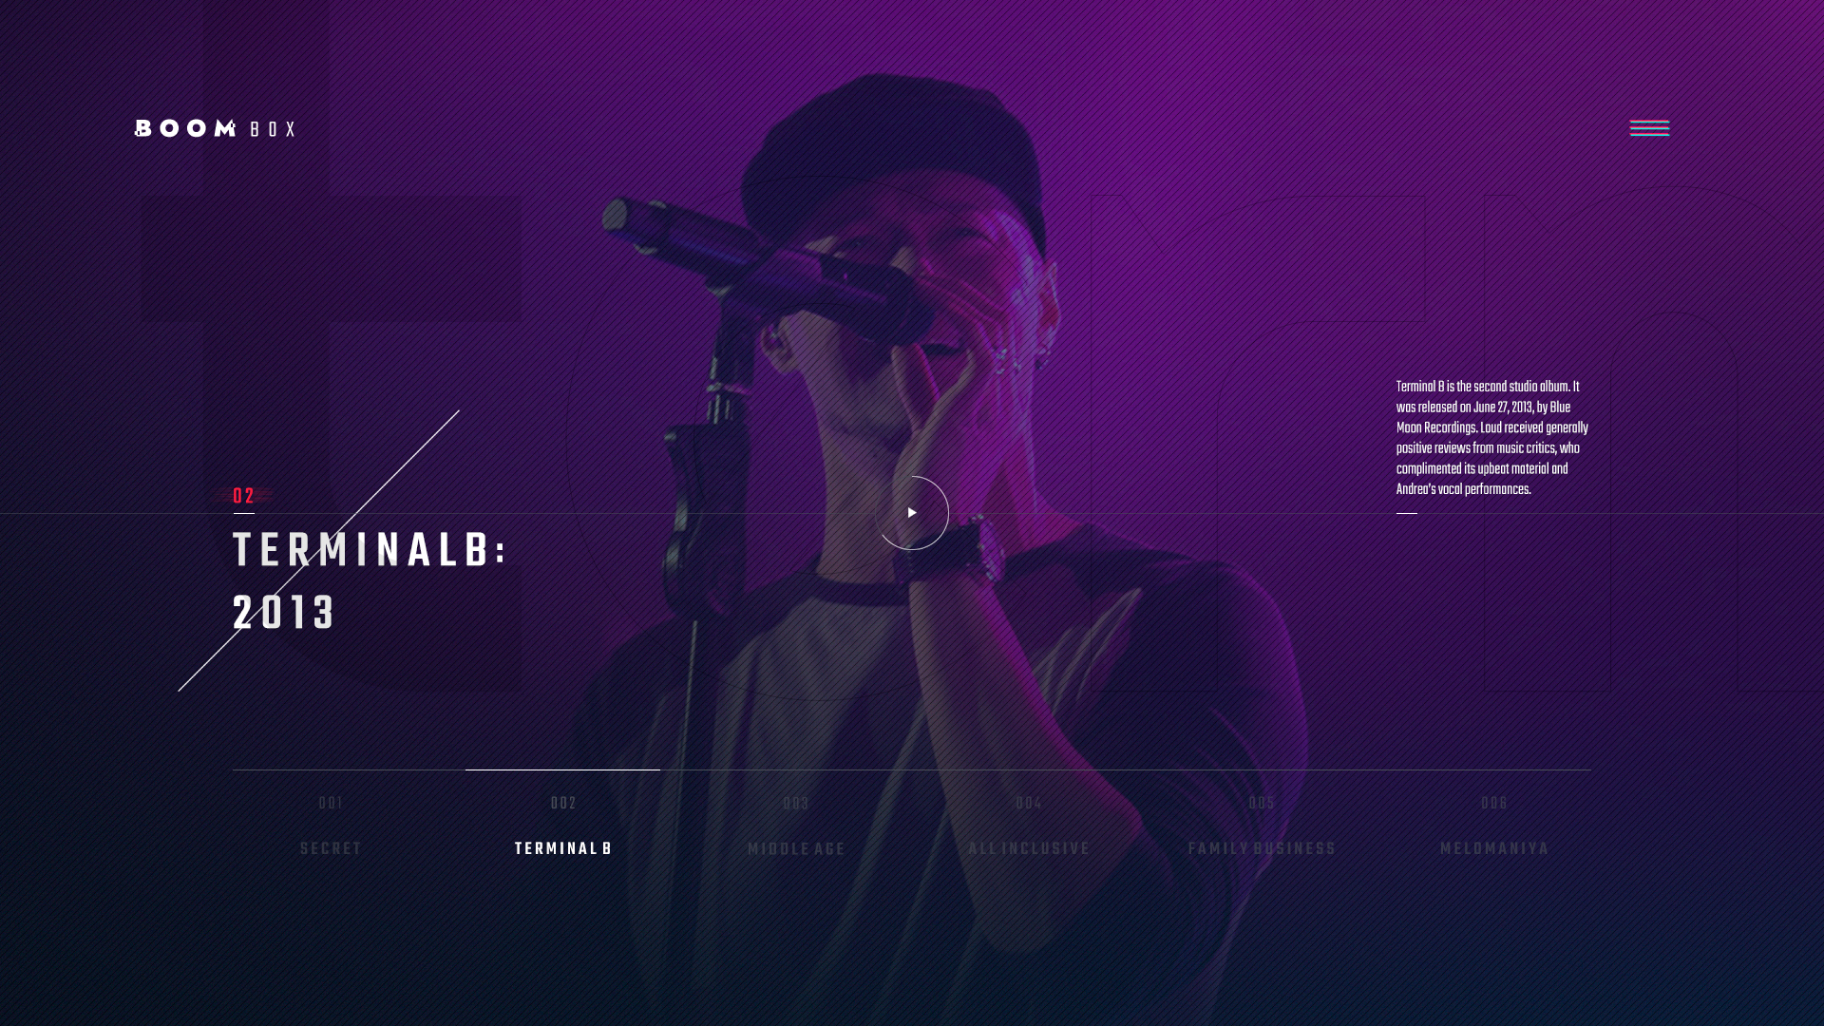 BOOMBOX
term
Terminal B is the second studio album. It
was released on June 27, 2013, by Blue
Moon Recordings. Loud received generally
positive reviews from music critics, who
complimented its upbeat material and
Andrea's vocal performances.
02
TERMINALB:
2013
001
002
003
004
005
006
SECRET
TERMINAL B
MIDDLE AGE
ALL INCLUSIVE
FAMILY BUSINESS
MELOMANIYA